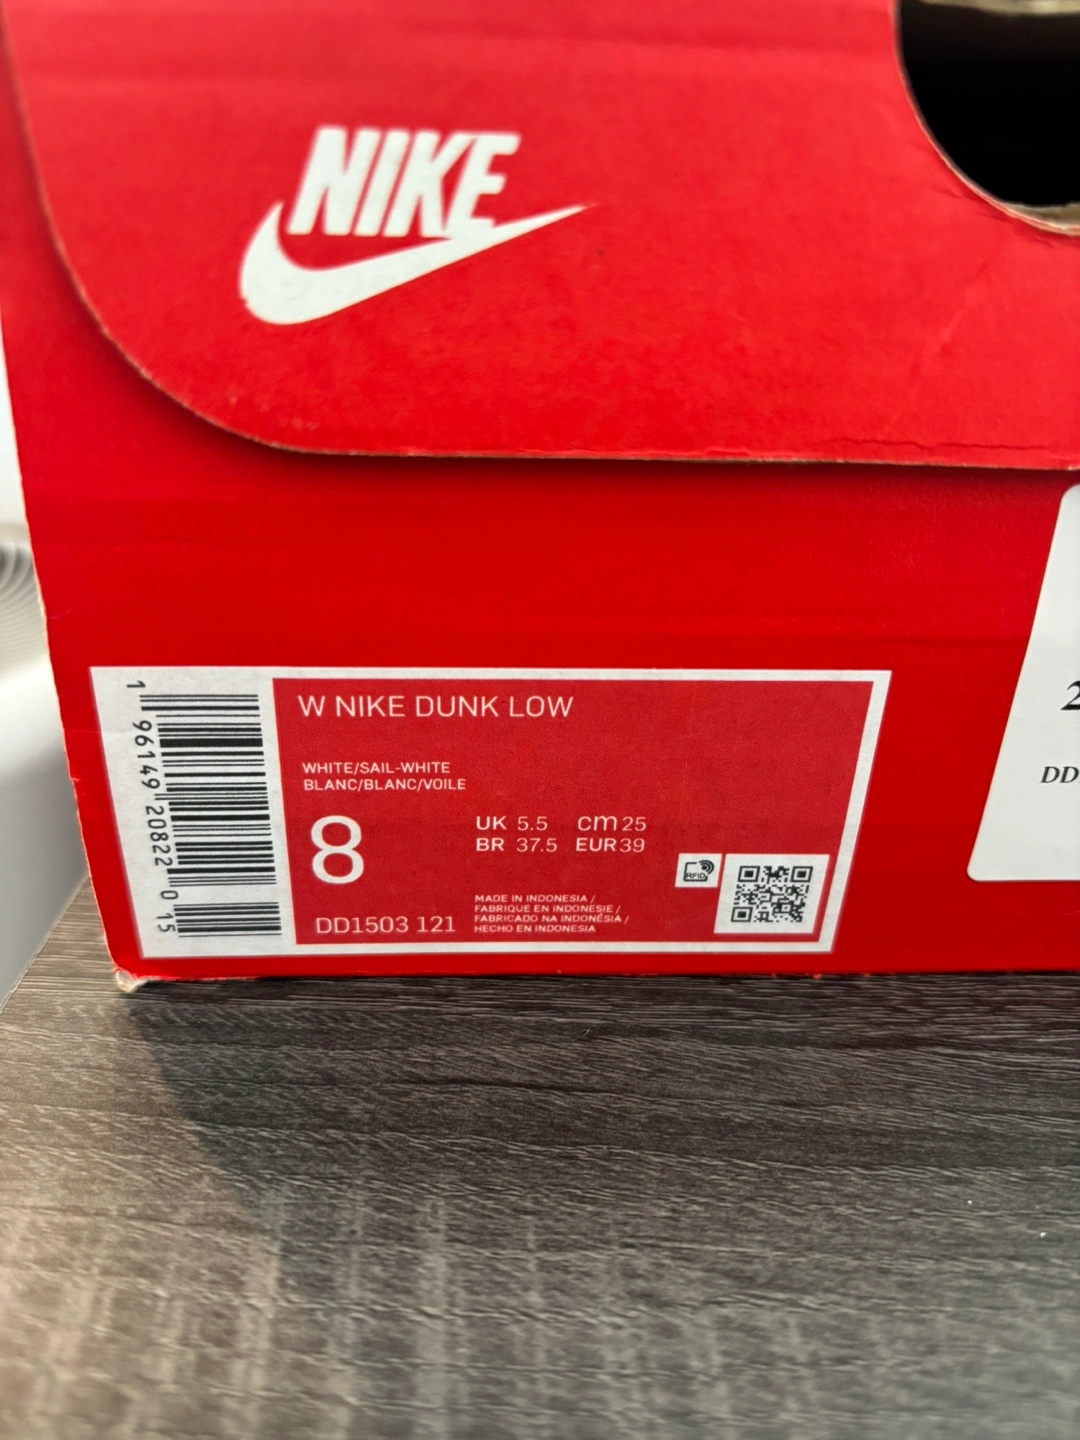 NIKE
W NIKE DUNK LOW
WHITE/SAIL-WHITE
BLANC/BLANC/VOILE
8
UK 5.5 cm 25
BR 37.5 EUR 39
RFID
MADE IN INDONESIA /
FABRIQUE EN INDONESIE /
FABRICADO NA INDONÉSIA /
HECHO EN INDONESIA
DD1503 121
1 96149 20822 0 15
2
DD